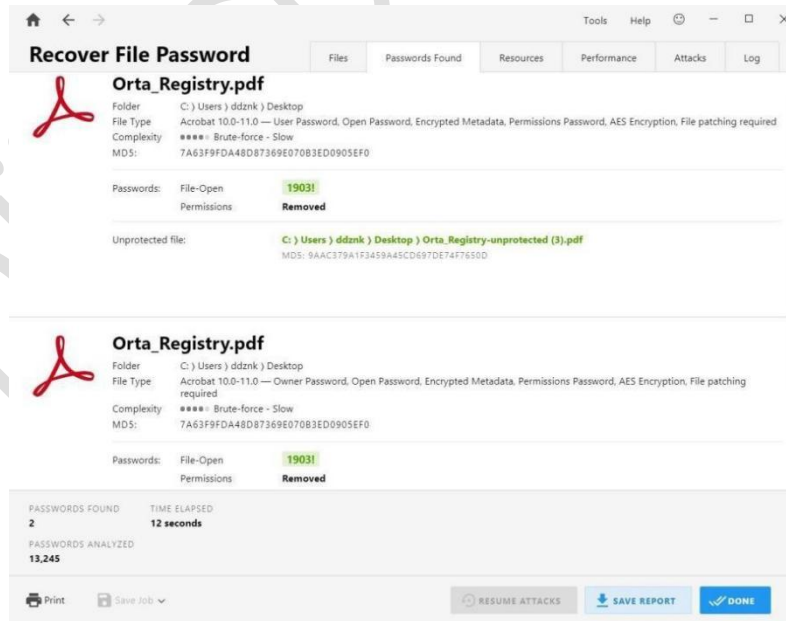 Tools Help
Recover File Password
Files Passwords Found Resources Performance Attacks Log
Orta_Registry.pdf
Folder C: ) Users ) ddznk ) Desktop
File Type Acrobat 10.0-11.0 — User Password, Open Password, Encrypted Metadata, Permissions Password, AES Encryption, File patching required
Complexity Brute-force - Slow
MD5: 7A63F9FDA48D87369E070B3ED0905EF0
Passwords: File-Open 1903!
Permissions Removed
Unprotected file: C: ) Users ) ddznk ) Desktop ) Orta_Registry-unprotected (3).pdf
MD5: 9AAC379A1F3459A45CD697DE74F7650D
Orta_Registry.pdf
Folder C: ) Users ) ddznk ) Desktop
File Type Acrobat 10.0-11.0 — Owner Password, Open Password, Encrypted Metadata, Permissions Password, AES Encryption, File patching
required
Complexity Brute-force - Slow
MD5: 7A63F9FDA48D87369E070B3ED0905EF0
Passwords: File-Open 1903!
Permissions Removed
PASSWORDS FOUND TIME ELAPSED
2 12 seconds
PASSWORDS ANALYZED
13,245
Print Save Job RESUME ATTACKS SAVE REPORT DONE